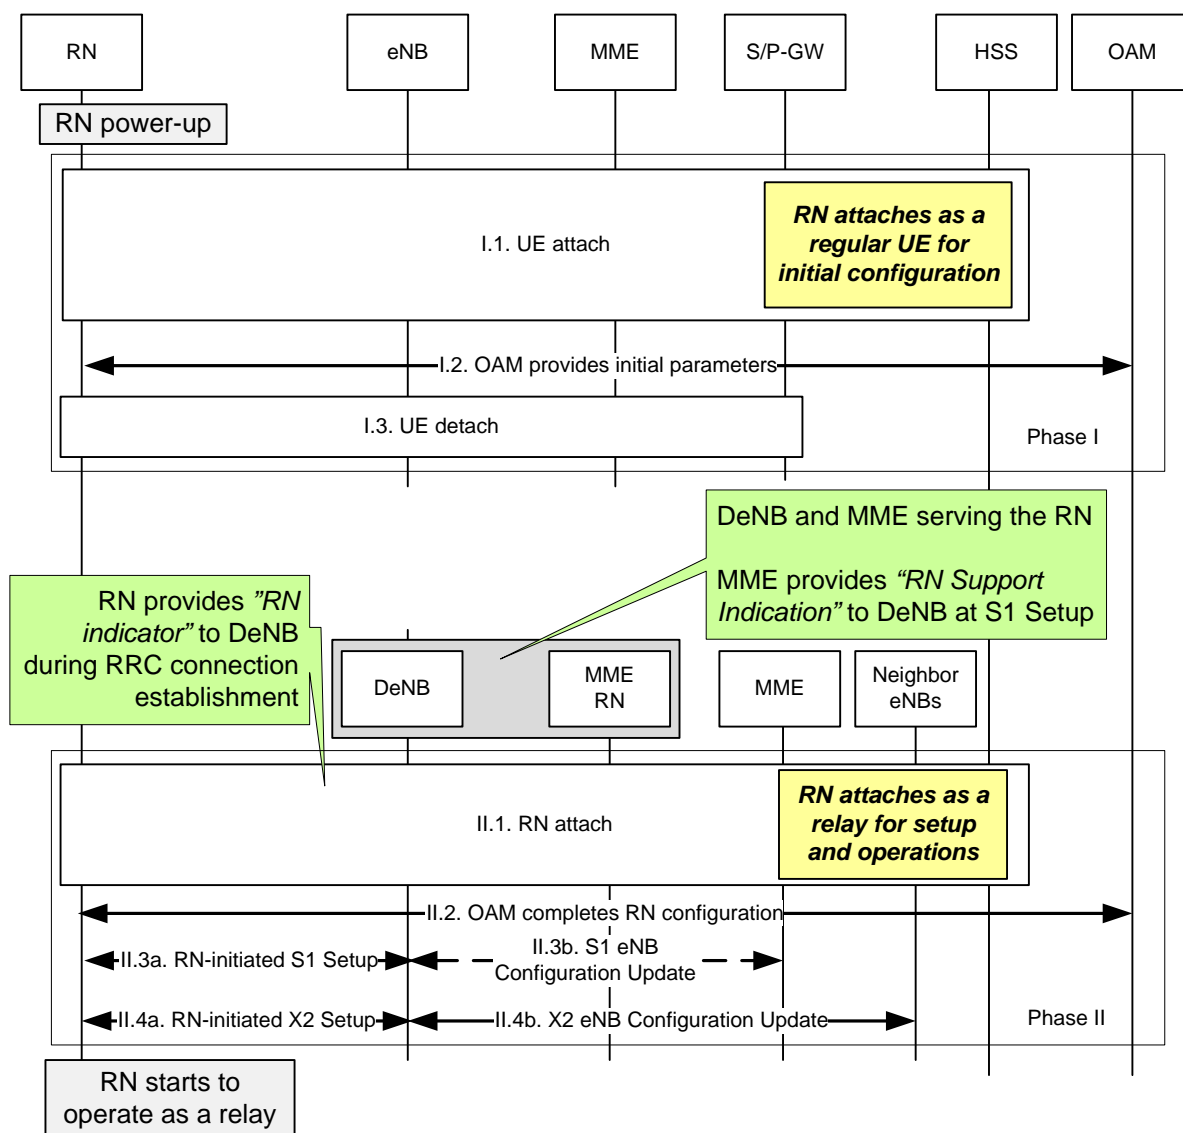 RN
eNB
MME
S/P-GW
HSS
OAM
RN power-up
I.1. UE attach
RN attaches as a
regular UE for
initial configuration
I.2. OAM provides initial parameters
I.3. UE detach
Phase I
DeNB and MME serving the RN
MME provides "RN Support
Indication" to DeNB at S1 Setup
RN provides "RN
indicator" to DeNB
during RRC connection
establishment
DeNB
MME
RN
MME
Neighbor
eNBs
II.1. RN attach
RN attaches as a
relay for setup
and operations
II.2. OAM completes RN configuration
II.3a. RN-initiated S1 Setup
II.3b. S1 eNB
Configuration Update
II.4a. RN-initiated X2 Setup
II.4b. X2 eNB Configuration Update
Phase II
RN starts to
operate as a relay